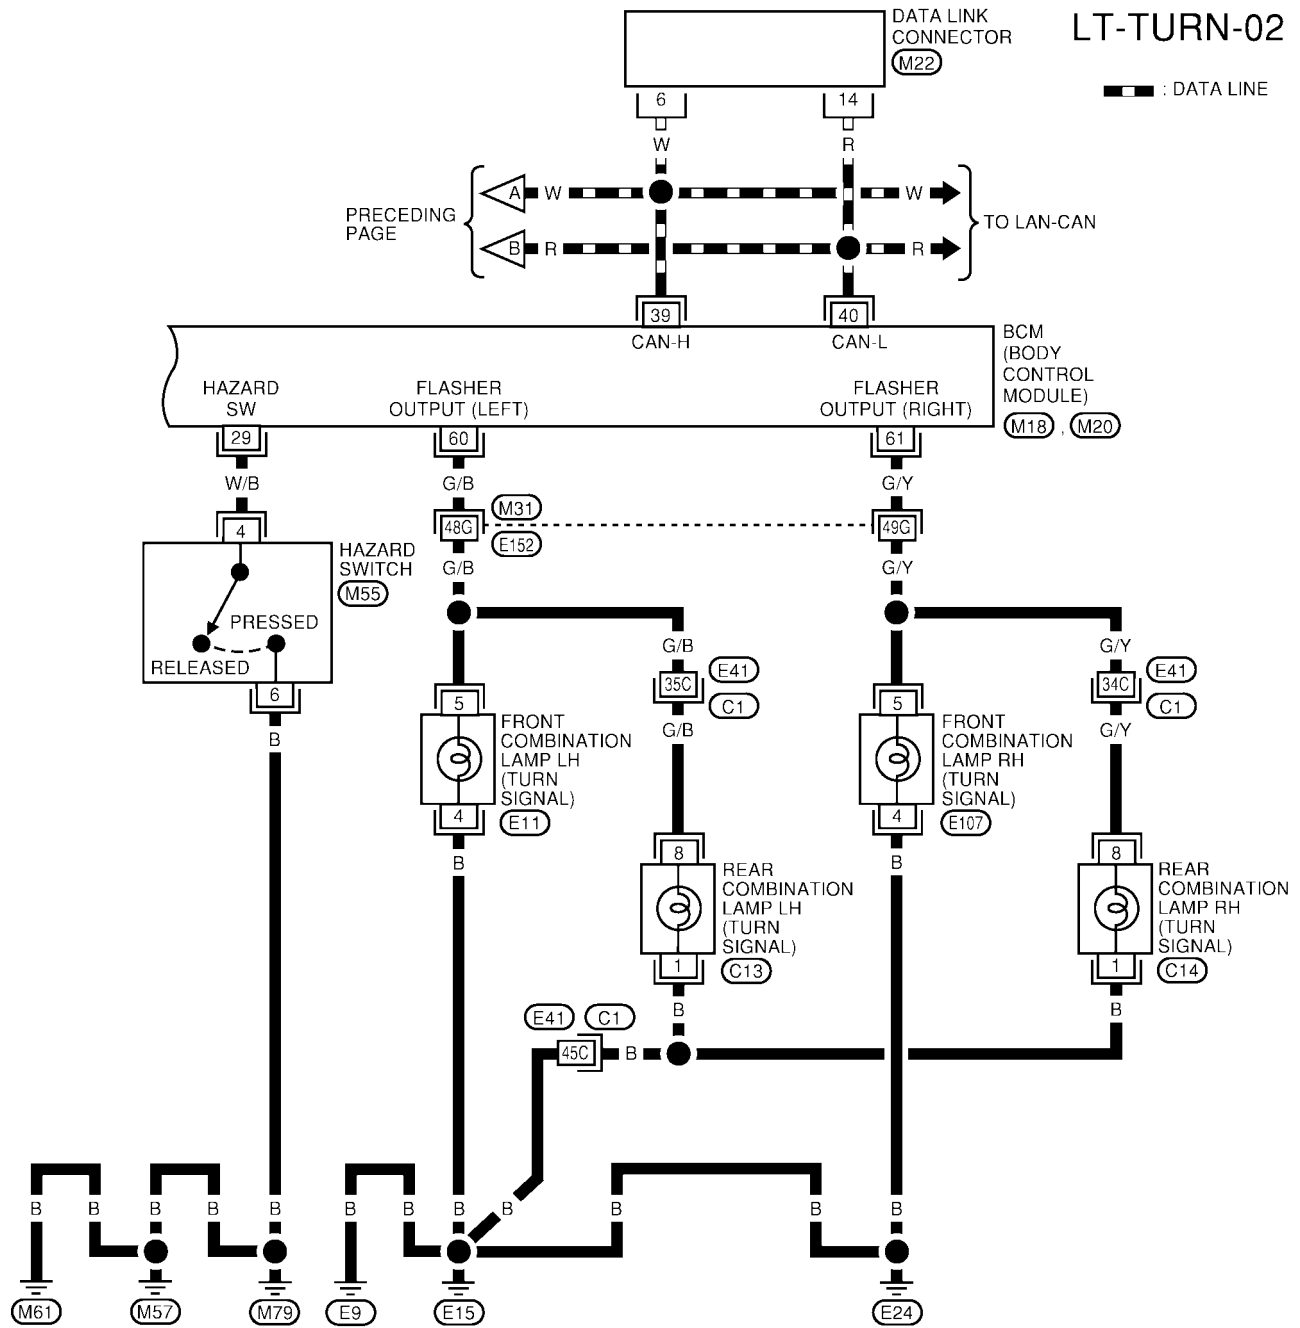 DATA LINK
CONNECTOR
M22
LT-TURN-02
: DATA LINE
6
14
W
R
A
W
W
PRECEDING
PAGE
TO LAN-CAN
B
R
R
39
40
CAN-H
CAN-L
BCM
(BODY
CONTROL
MODULE)
M18 , M20
HAZARD
SW
FLASHER
OUTPUT (LEFT)
FLASHER
OUTPUT (RIGHT)
29
60
61
W/B
G/B
G/Y
M31
48G
49G
E152
4
HAZARD
SWITCH
M55
G/B
G/Y
PRESSED
RELEASED
6
B
G/B
E41
35C
C1
G/B
G/Y
E41
34C
C1
G/Y
5
FRONT
COMBINATION
LAMP LH
(TURN
SIGNAL)
E11
4
B
5
FRONT
COMBINATION
LAMP RH
(TURN
SIGNAL)
E107
4
B
8
REAR
COMBINATION
LAMP LH
(TURN
SIGNAL)
C13
1
B
8
REAR
COMBINATION
LAMP RH
(TURN
SIGNAL)
C14
1
B
E41
C1
45C
B
B
B
B
B
B
B
B
B
B
B
B
B
M61
M57
M79
E9
E15
E24